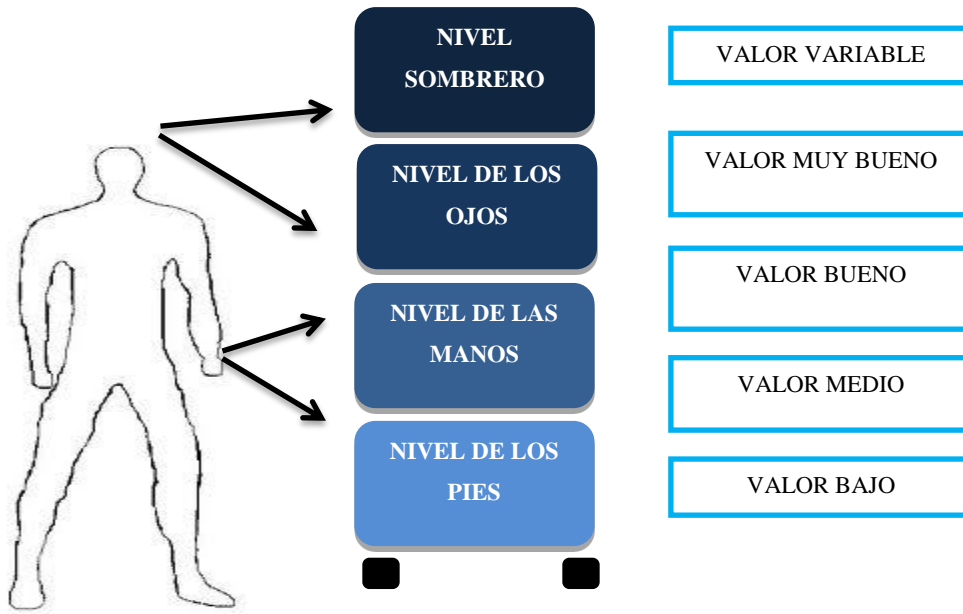 NIVEL
SOMBRERO
NIVEL DE LOS
OJOS
NIVEL DE LAS
MANOS
NIVEL DE LOS
PIES
VALOR VARIABLE
VALOR MUY BUENO
VALOR BUENO
VALOR MEDIO
VALOR BAJO